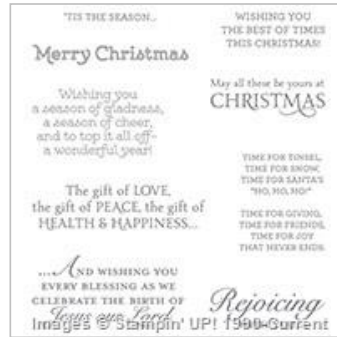 'TIS THE SEASON...
Merry Christmas
Wishing you
a season of gladness,
a season of cheer,
and to top it all off–
a wonderful year!
The gift of LOVE,
the gift of PEACE, the gift of
HEALTH & HAPPINESS...
...AND WISHING YOU
EVERY BLESSING AS WE
CELEBRATE THE BIRTH OF
Jesus our Lord
WISHING YOU
THE BEST OF TIMES
THIS CHRISTMAS!
May all these be yours at
CHRISTMAS
TIME FOR TINSEL,
TIME FOR SNOW,
TIME FOR SANTA'S
"HO, HO, HO!"
TIME FOR GIVING,
TIME FOR FRIENDS,
TIME FOR JOY
THAT NEVER ENDS.
Rejoicing
Images © Stampin' UP! 1990-Current